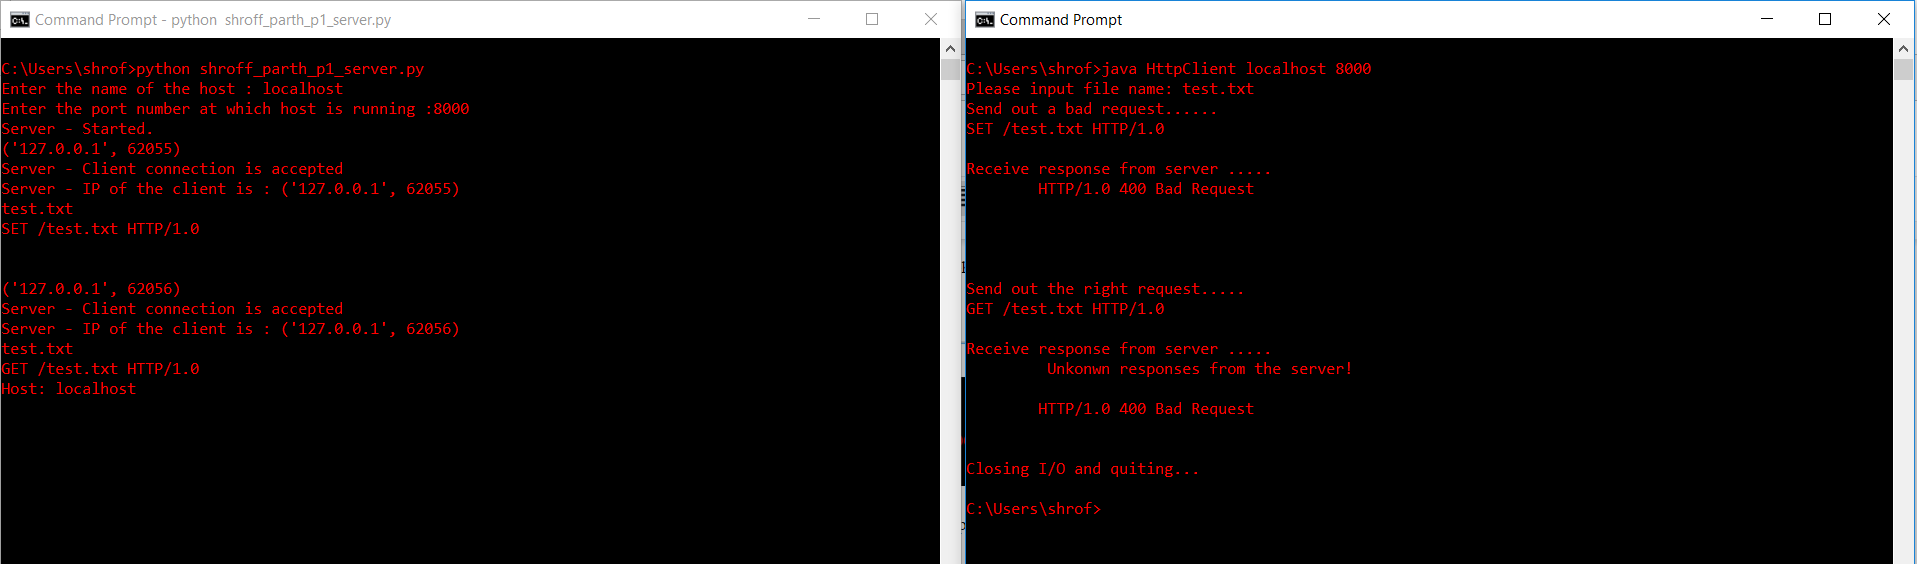 Command Prompt - python  shroff_parth_p1_server.py
C:\Users\shrof>python shroff_parth_p1_server.py
Enter the name of the host : localhost
Enter the port number at which host is running :8000
Server - Started.
('127.0.0.1', 62055)
Server - Client connection is accepted
Server - IP of the client is : ('127.0.0.1', 62055)
test.txt
SET /test.txt HTTP/1.0
('127.0.0.1', 62056)
Server - Client connection is accepted
Server - IP of the client is : ('127.0.0.1', 62056)
test.txt
GET /test.txt HTTP/1.0
Host: localhost
Command Prompt
C:\Users\shrof>java HttpClient localhost 8000
Please input file name: test.txt
Send out a bad request......
SET /test.txt HTTP/1.0
Receive response from server .....
HTTP/1.0 400 Bad Request
Send out the right request.....
GET /test.txt HTTP/1.0
Receive response from server .....
Unkonwn responses from the server!
HTTP/1.0 400 Bad Request
Closing I/O and quiting...
C:\Users\shrof>